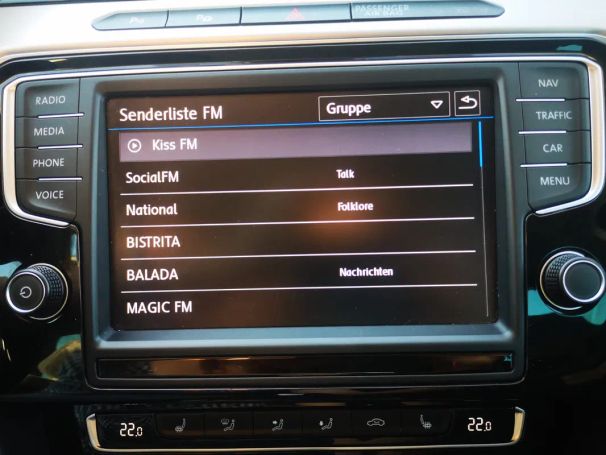 PASSENGER
AIR BAG
RADIO
MEDIA
PHONE
VOICE
Senderliste FM
Gruppe
Kiss FM
SocialFM Talk
National Folklore
BISTRITA
BALADA Nachrichten
MAGIC FM
NAV
TRAFFIC
CAR
MENU
22.0
22.0